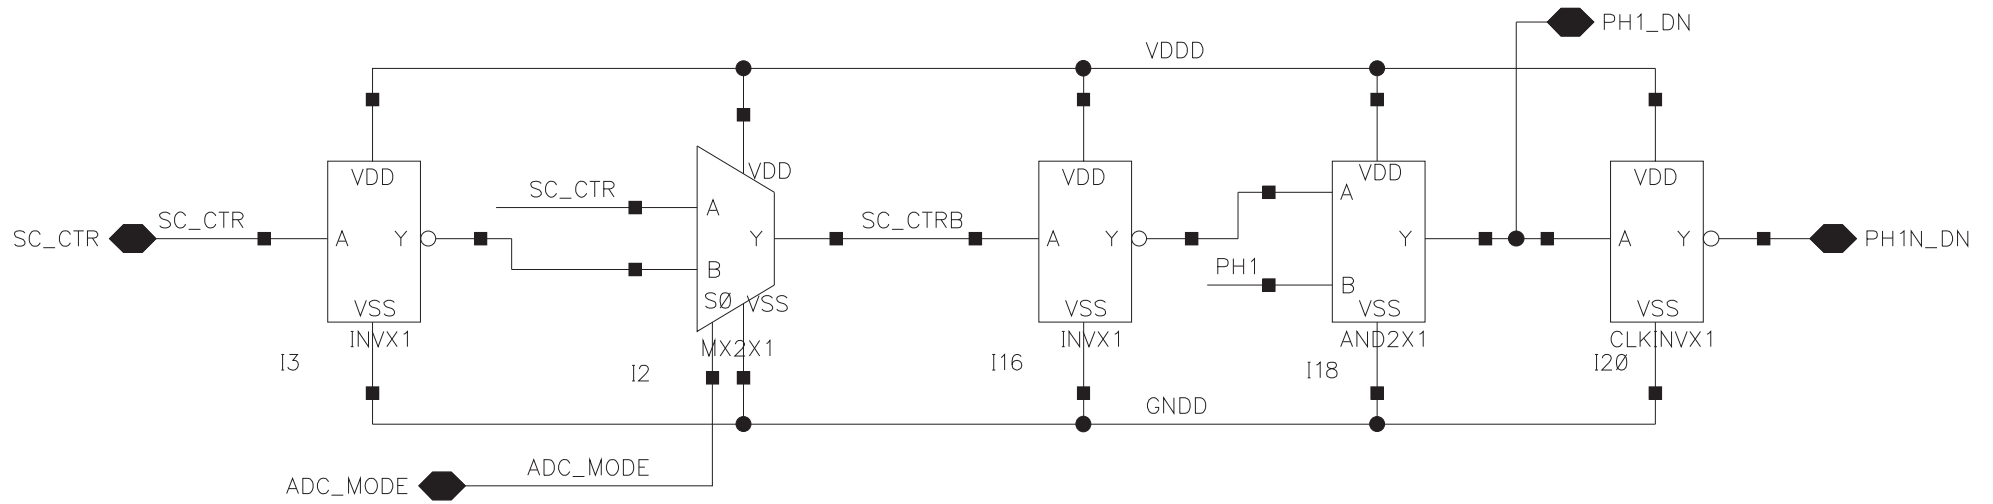 PH1_DN
VDDD
VDD
VDD
VDD
VDD
VDD
SC_CTR
SC_CTR
A
Y
SC_CTR
A
B
Y
SØ
SC_CTRB
A
Y
PH1
A
B
Y
A
Y
PH1N_DN
VSS
VSS
VSS
VSS
VSS
INVX1
MX2X1
INVX1
AND2X1
CLKINVX1
I3
I2
I16
I18
I2Ø
GNDD
ADC_MODE
ADC_MODE